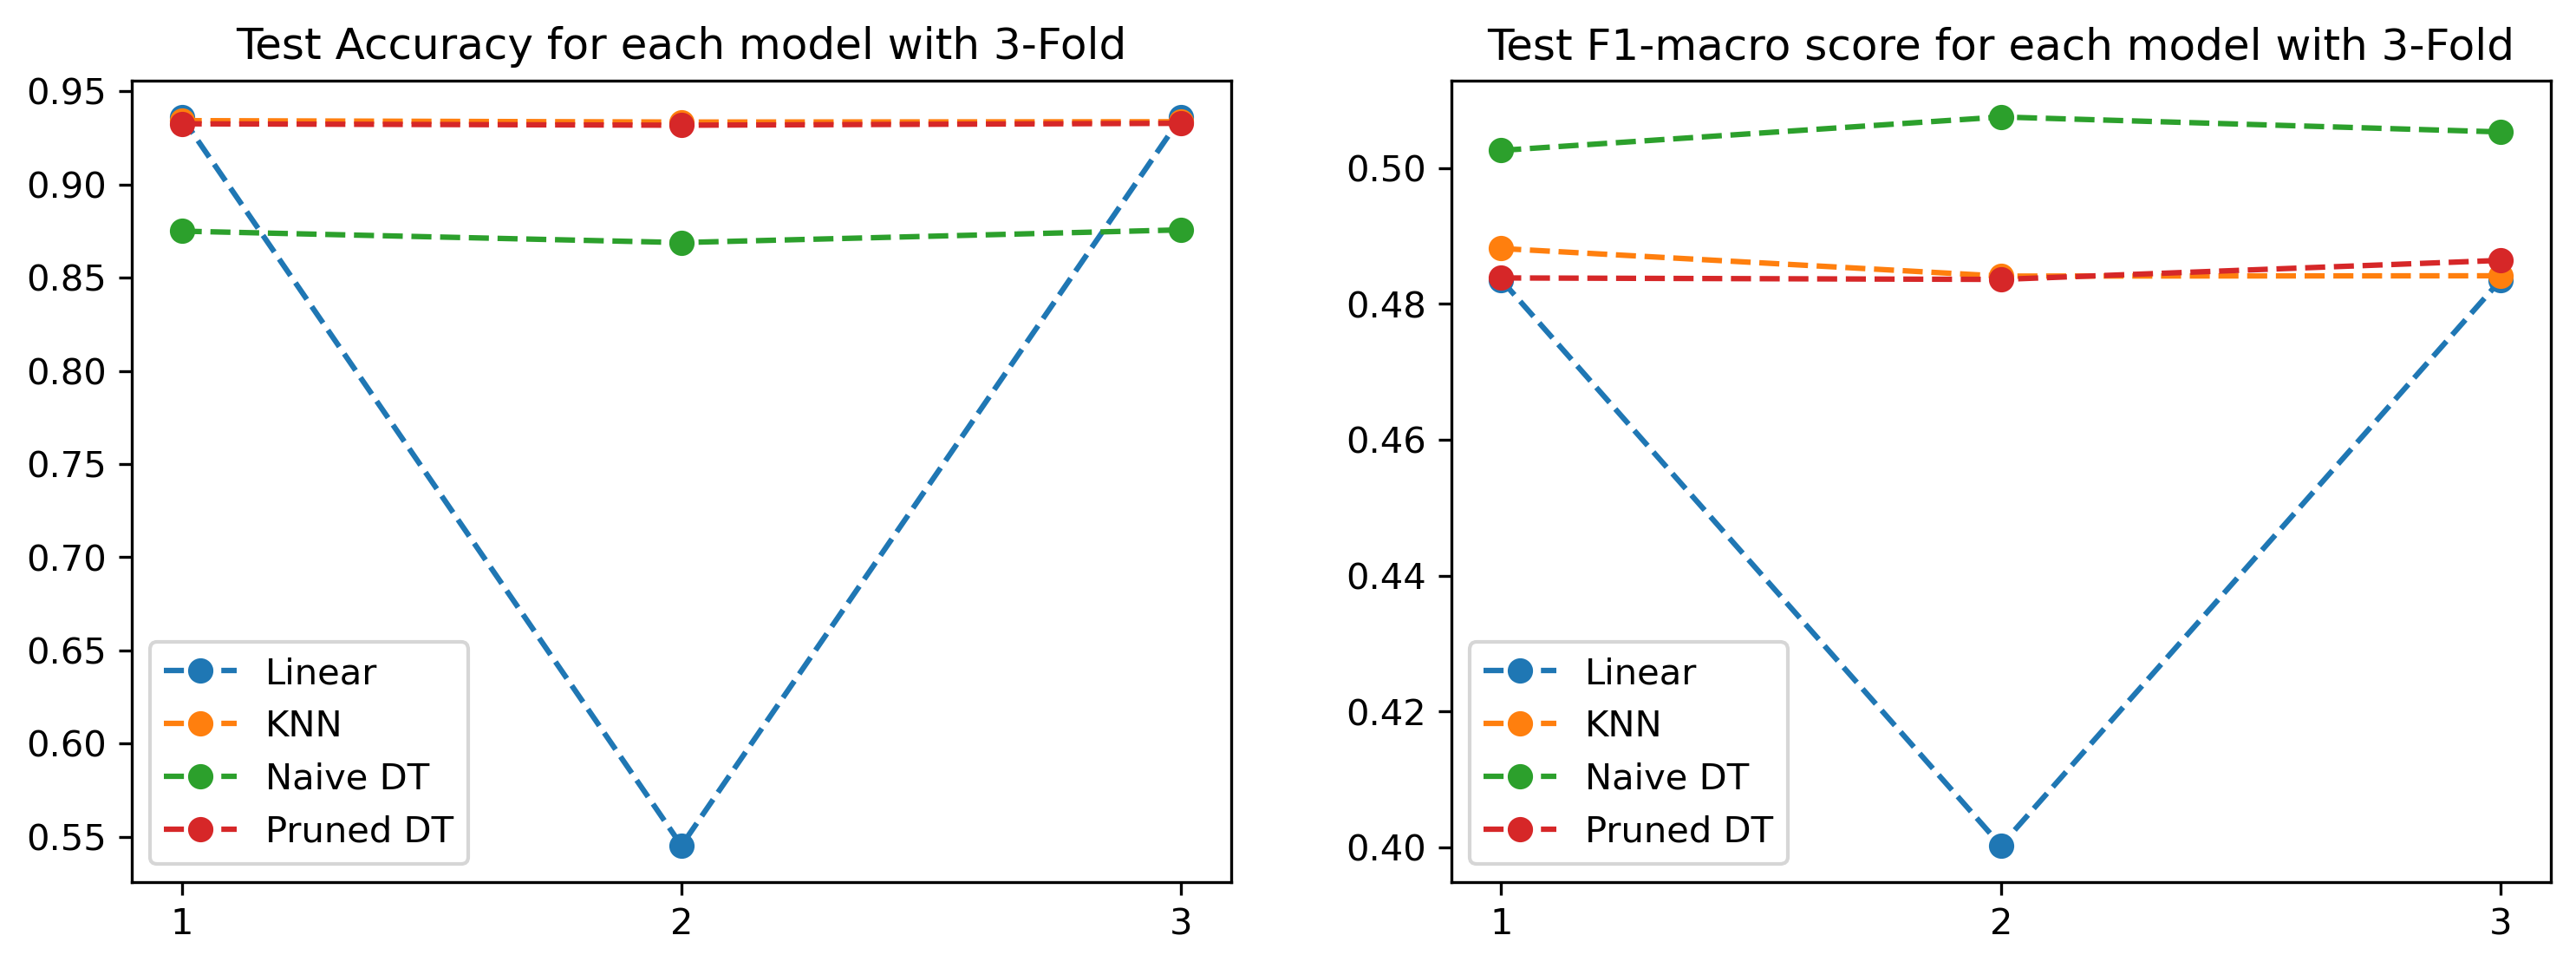 Test Accuracy for each model with 3-Fold
0.95
0.90
0.85
0.80
0.75
0.70
0.65
0.60
0.55
1 2 3
Linear
KNN
Naive DT
Pruned DT
Test F1-macro score for each model with 3-Fold
0.50
0.48
0.46
0.44
0.42
0.40
1 2 3
Linear
KNN
Naive DT
Pruned DT